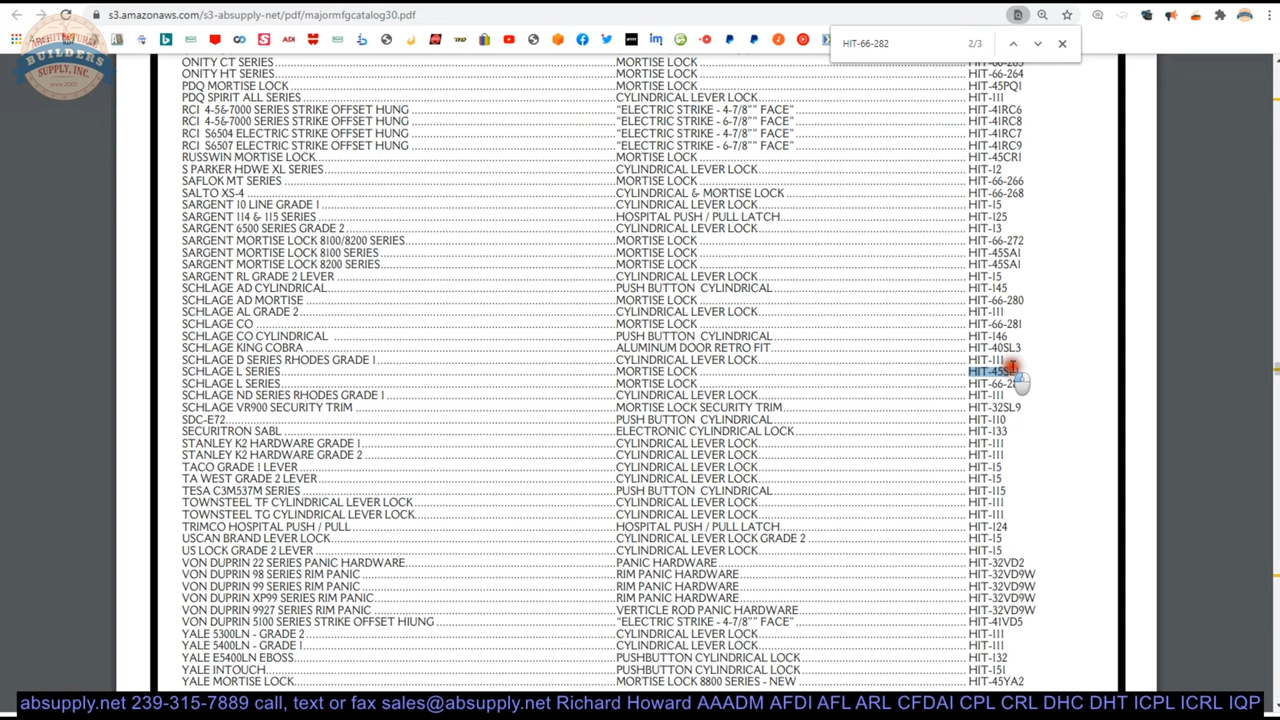 s3.amazonaws.com/s3-absupply-net/pdf/majormfgcatalog30.pdf
HIT-66-282 2/3
ARCHITECTURAL
BUILDERS
SUPPLY, INC.
since 2005
ONITY CT SERIES MORTISE LOCK
ONITY HT SERIES MORTISE LOCK HIT-66-264
PDQ MORTISE LOCK MORTISE LOCK HIT-45PQ1
PDQ SPIRIT ALL SERIES CYLINDRICAL LEVER LOCK HIT-111
RCI 4-5&7000 SERIES STRIKE OFFSET HUNG "ELECTRIC STRIKE - 4-7/8"" FACE" HIT-41RC6
RCI 4-5&7000 SERIES STRIKE OFFSET HUNG "ELECTRIC STRIKE - 6-7/8"" FACE" HIT-41RC8
RCI S6504 ELECTRIC STRIKE OFFSET HUNG "ELECTRIC STRIKE - 4-7/8"" FACE" HIT-41RC7
RCI S6507 ELECTRIC STRIKE OFFSET HUNG "ELECTRIC STRIKE - 6-7/8"" FACE" HIT-41RC9
RUSSWIN MORTISE LOCK MORTISE LOCK HIT-45CR1
S PARKER HDWE XL SERIES CYLINDRICAL LEVER LOCK HIT-12
SAFLOK MT SERIES MORTISE LOCK HIT-66-266
SALTO XS-4 CYLINDRICAL & MORTISE LOCK HIT-66-268
SARGENT 10 LINE GRADE 1 CYLINDRICAL LEVER LOCK HIT-15
SARGENT 114 & 115 SERIES HOSPITAL PUSH / PULL LATCH HIT-125
SARGENT 6500 SERIES GRADE 2 CYLINDRICAL LEVER LOCK HIT-13
SARGENT MORTISE LOCK 8100/8200 SERIES MORTISE LOCK HIT-66-272
SARGENT MORTISE LOCK 8100 SERIES MORTISE LOCK HIT-45SA1
SARGENT MORTISE LOCK 8200 SERIES MORTISE LOCK HIT-45SA1
SARGENT RL GRADE 2 LEVER CYLINDRICAL LEVER LOCK HIT-15
SCHLAGE AD CYLINDRICAL PUSH BUTTON CYLINDRICAL HIT-145
SCHLAGE AD MORTISE MORTISE LOCK HIT-66-280
SCHLAGE AL GRADE 2 CYLINDRICAL LEVER LOCK HIT-111
SCHLAGE CO MORTISE LOCK HIT-66-281
SCHLAGE CO CYLINDRICAL PUSH BUTTON CYLINDRICAL HIT-146
SCHLAGE KING COBRA ALUMINUM DOOR RETRO FIT HIT-40SL3
SCHLAGE D SERIES RHODES GRADE 1 CYLINDRICAL LEVER LOCK HIT-111
SCHLAGE L SERIES MORTISE LOCK
SCHLAGE L SERIES MORTISE LOCK
SCHLAGE ND SERIES RHODES GRADE 1 CYLINDRICAL LEVER LOCK HIT-111
SCHLAGE VR900 SECURITY TRIM MORTISE LOCK SECURITY TRIM HIT-32SL9
SDC-E72 PUSH BUTTON CYLINDRICAL HIT-110
SECURITRON SABL ELECTRONIC CYLINDRICAL LOCK HIT-133
STANLEY K2 HARDWARE GRADE 1 CYLINDRICAL LEVER LOCK HIT-111
STANLEY K2 HARDWARE GRADE 2 CYLINDRICAL LEVER LOCK HIT-111
TACO GRADE 1 LEVER CYLINDRICAL LEVER LOCK HIT-15
TA WEST GRADE 2 LEVER CYLINDRICAL LEVER LOCK HIT-15
TESA C3M537M SERIES PUSH BUTTON CYLINDRICAL HIT-115
TOWNSTEEL TF CYLINDRICAL LEVER LOCK CYLINDRICAL LEVER LOCK HIT-111
TOWNSTEEL TG CYLINDRICAL LEVER LOCK CYLINDRICAL LEVER LOCK HIT-111
TRIMCO HOSPITAL PUSH / PULL HOSPITAL PUSH / PULL LATCH HIT-124
USCAN BRAND LEVER LOCK CYLINDRICAL LEVER LOCK GRADE 2 HIT-15
US LOCK GRADE 2 LEVER CYLINDRICAL LEVER LOCK HIT-15
VON DUPRIN 22 SERIES PANIC HARDWARE PANIC HARDWARE HIT-32VD2
VON DUPRIN 98 SERIES RIM PANIC RIM PANIC HARDWARE HIT-32VD9W
VON DUPRIN 99 SERIES RIM PANIC RIM PANIC HARDWARE HIT-32VD9W
VON DUPRIN XP99 SERIES RIM PANIC RIM PANIC HARDWARE HIT-32VD9W
VON DUPRIN 9927 SERIES RIM PANIC VERTICLE ROD PANIC HARDWARE HIT-32VD9W
VON DUPRIN 5100 SERIES STRIKE OFFSET HIUNG "ELECTRIC STRIKE - 4-7/8"" FACE" HIT-41VD5
YALE 5300LN - GRADE 2 CYLINDRICAL LEVER LOCK HIT-111
YALE 5400LN - GRADE 1 CYLINDRICAL LEVER LOCK HIT-111
YALE E5400LN EBOSS PUSHBUTTON CYLINDRICAL LOCK HIT-132
YALE INTOUCH PUSHBUTTON CYLINDRICAL LOCK HIT-151
YALE MORTISE LOCK MORTISE LOCK 8800 SERIES - NEW HIT-45YA2
absupply.net 239-315-7889 call, text or fax sales@absupply.net Richard Howard AAADM AFDI AFL ARL CFDAI CPL CRL DHC DHT ICPL ICRL IQP